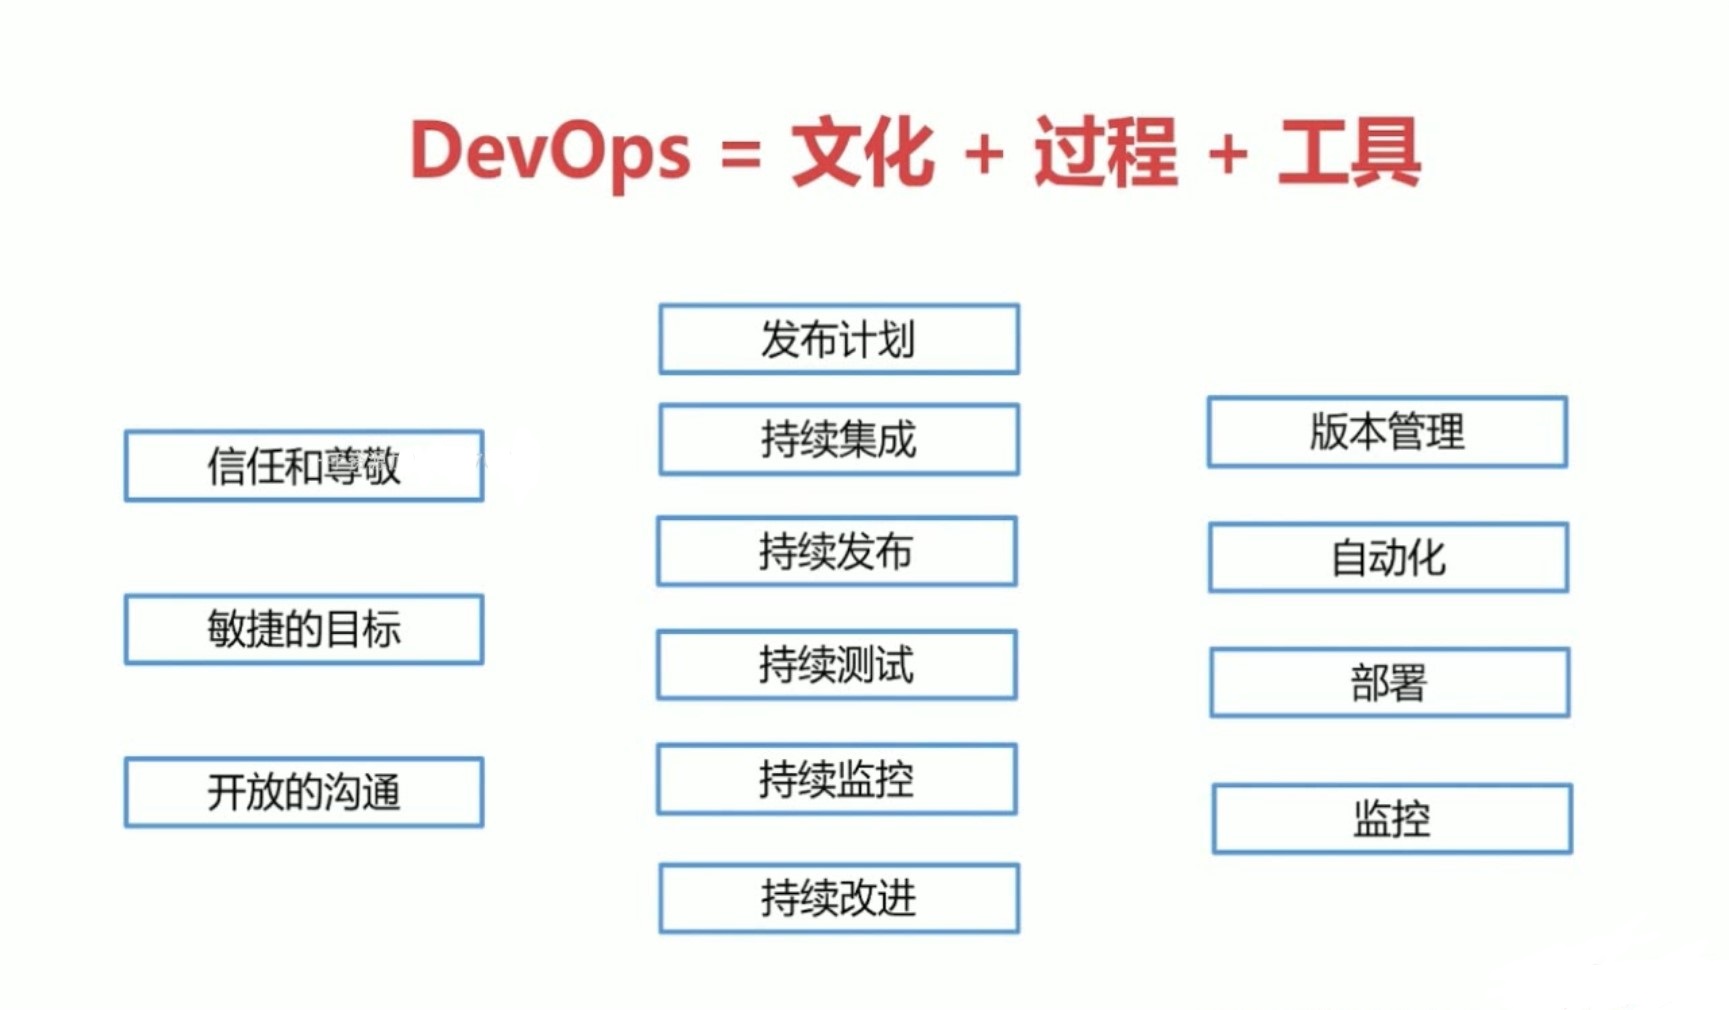 DevOps = 文化 + 过程 + 工具
信任和尊敬
敏捷的目标
开放的沟通
发布计划
持续集成
持续发布
持续测试
持续监控
持续改进
版本管理
自动化
部署
监控